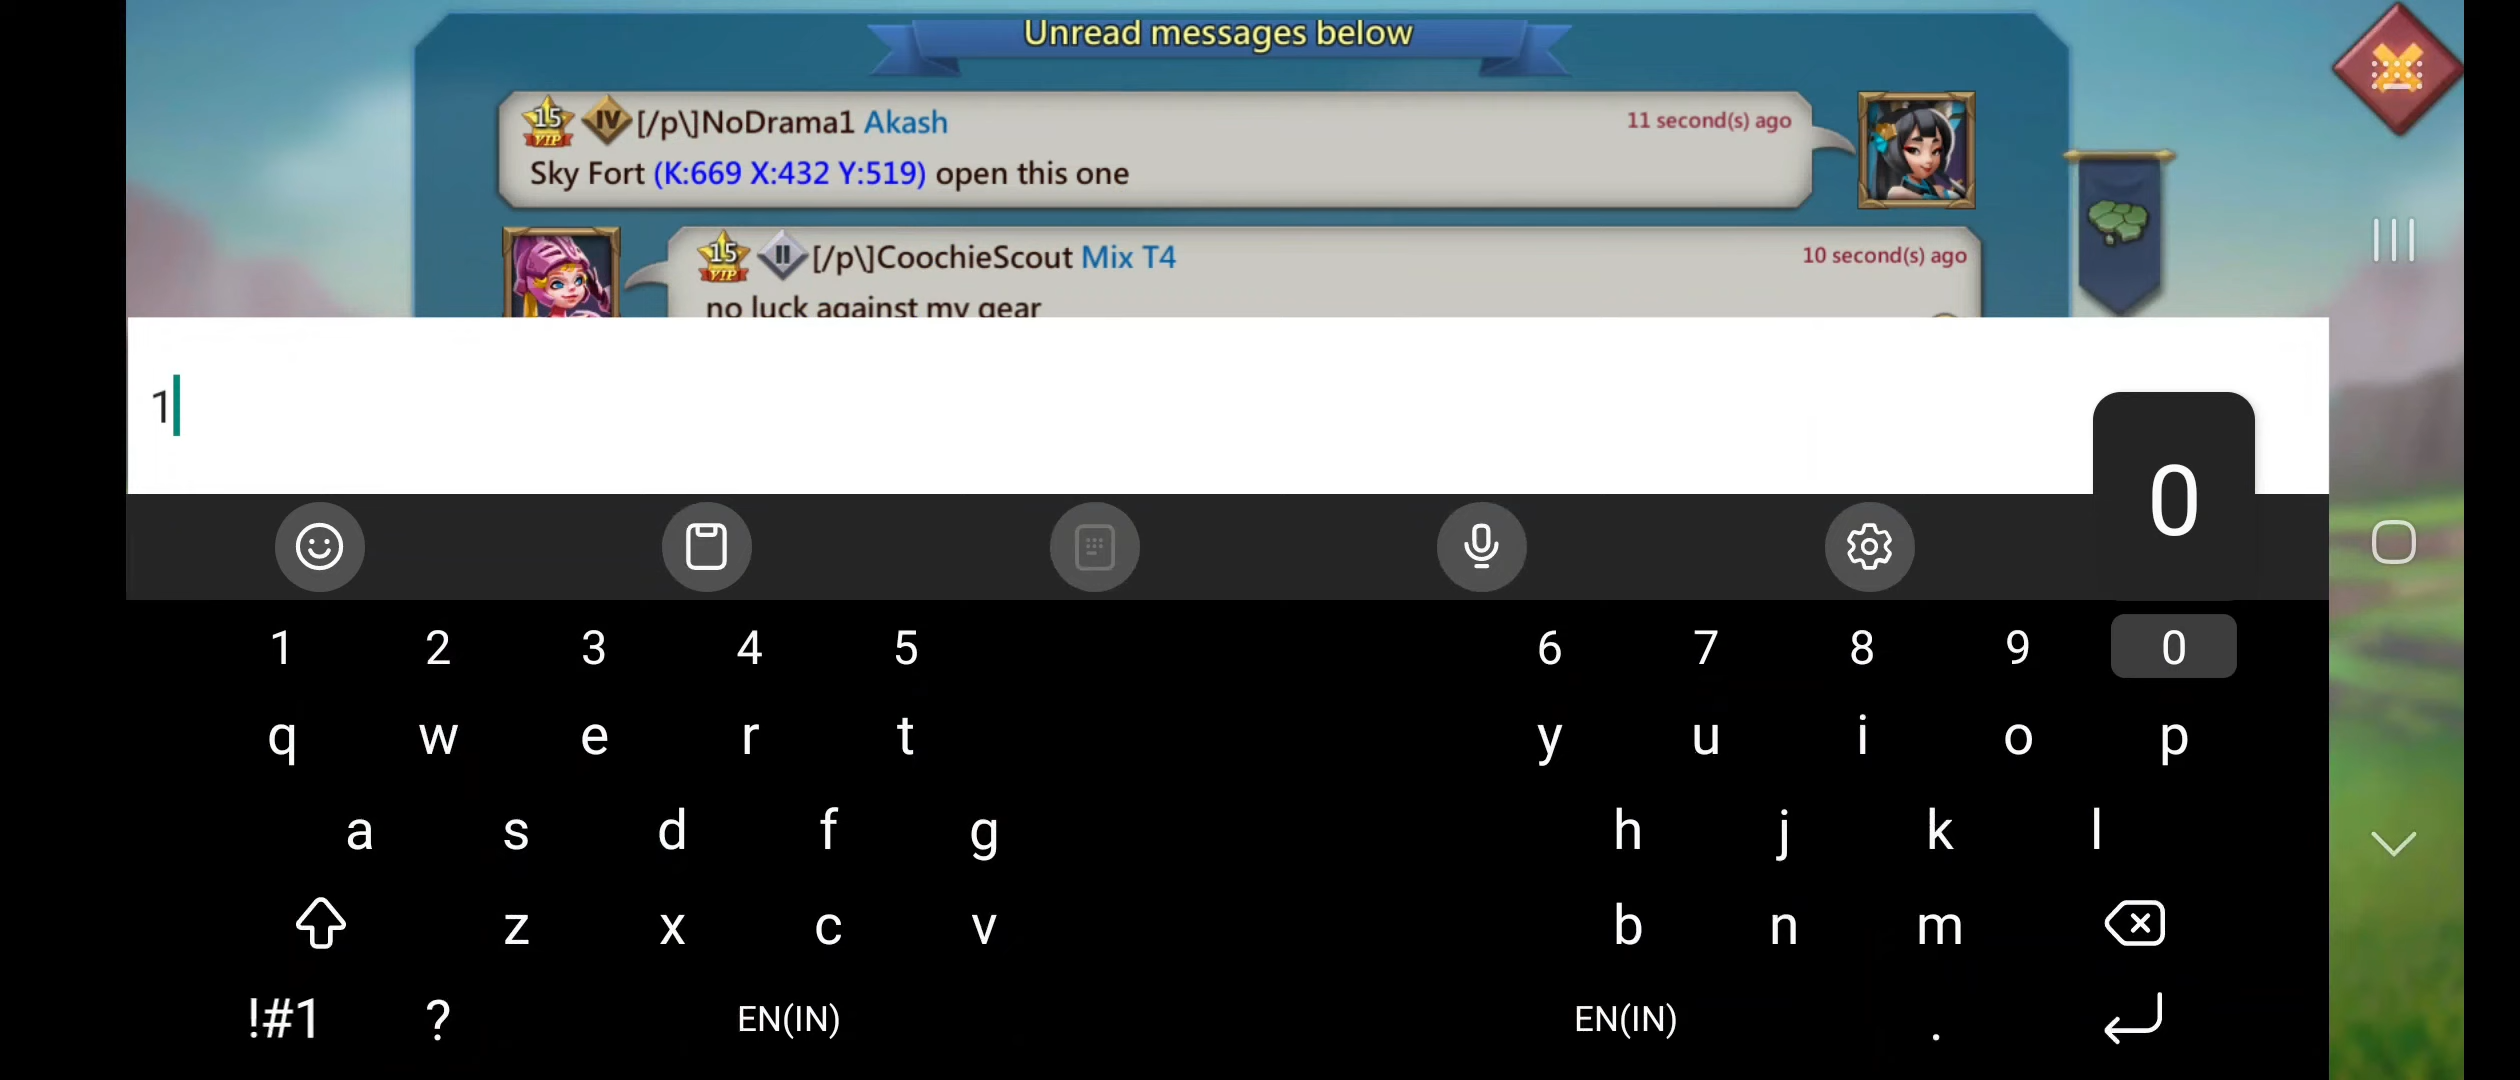 Unread messages below
15 VIP IV [/p\]NoDrama1 Akash 11 second(s) ago
Sky Fort (K:669 X:432 Y:519) open this one
15 VIP II [/p\]CoochieScout Mix T4 10 second(s) ago
no luck against my gear
1
0
1 2 3 4 5 6 7 8 9 0
q w e r t y u i o p
a s d f g h j k l
z x c v b n m
!#1 ? EN(IN) EN(IN) .